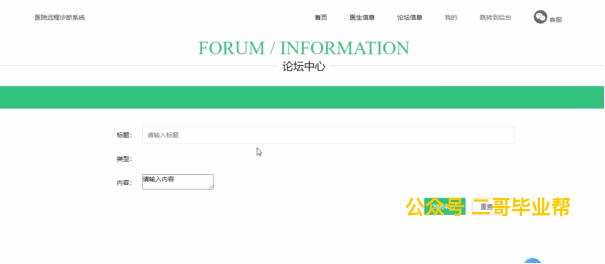 医院远程诊断系统
首页 医生信息 论坛信息 我的 跳转到后台 客服
FORUM / INFORMATION
论坛中心
标题： 请输入标题
类型：
内容： 请输入内容
公众号 二哥毕业帮
重置